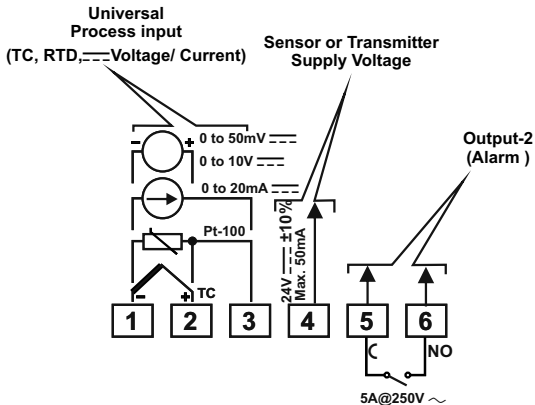 Universal
Process input
(TC, RTD, Voltage/ Current)
Sensor or Transmitter
Supply Voltage
Output-2
(Alarm )
- + 0 to 50mV
0 to 10V
0 to 20mA
Pt-100
- + TC
24V ±10%
Max. 50mA
1 2 3 4 5 6
C NO
5A@250V ~